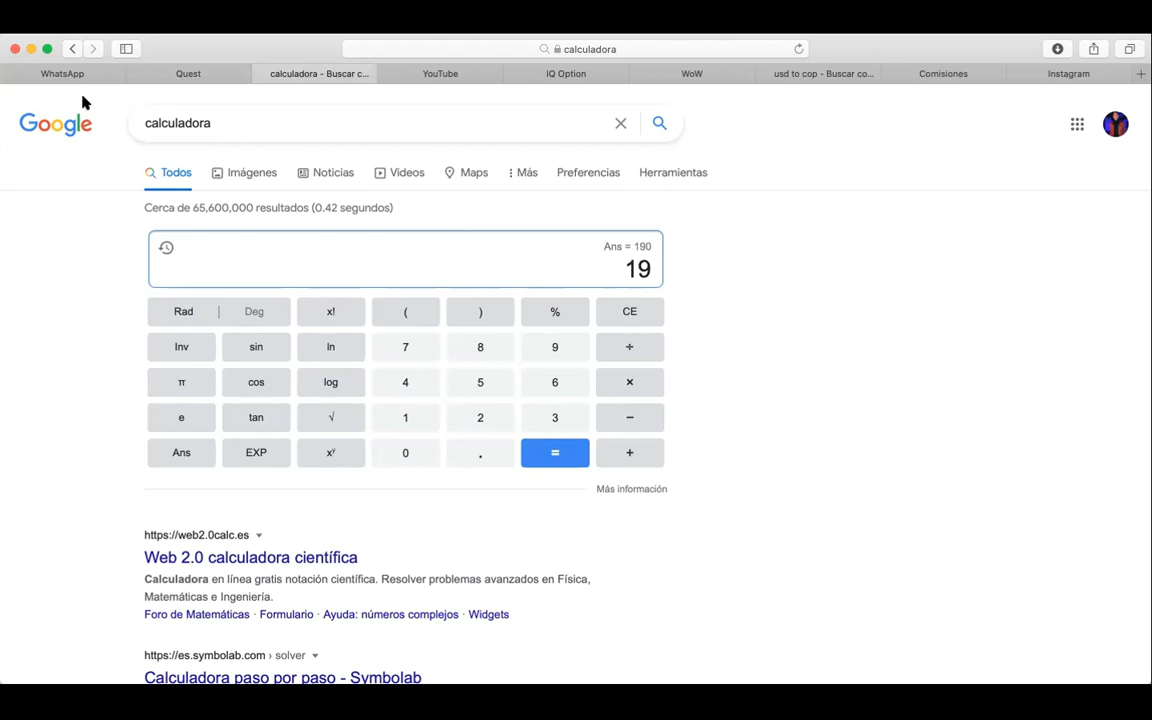 calculadora
WhatsApp
Quest
calculadora - Buscar c...
YouTube
IQ Option
WoW
usd to cop - Buscar co...
Comisiones
Instagram
Google
calculadora
Todos
Imágenes
Noticias
Videos
Maps
Más
Preferencias
Herramientas
Cerca de 65,600,000 resultados (0.42 segundos)
Ans = 190
19
Rad | Deg x! ( ) % CE
Inv sin ln 7 8 9 ÷
π cos log 4 5 6 ×
e tan √ 1 2 3 −
Ans EXP xʸ 0 . = +
Más información
https://web2.0calc.es
Web 2.0 calculadora científica
Calculadora en línea gratis notación científica. Resolver problemas avanzados en Física,
Matemáticas e Ingeniería.
Foro de Matemáticas · Formulario · Ayuda: números complejos · Widgets
https://es.symbolab.com › solver
Calculadora paso por paso - Symbolab